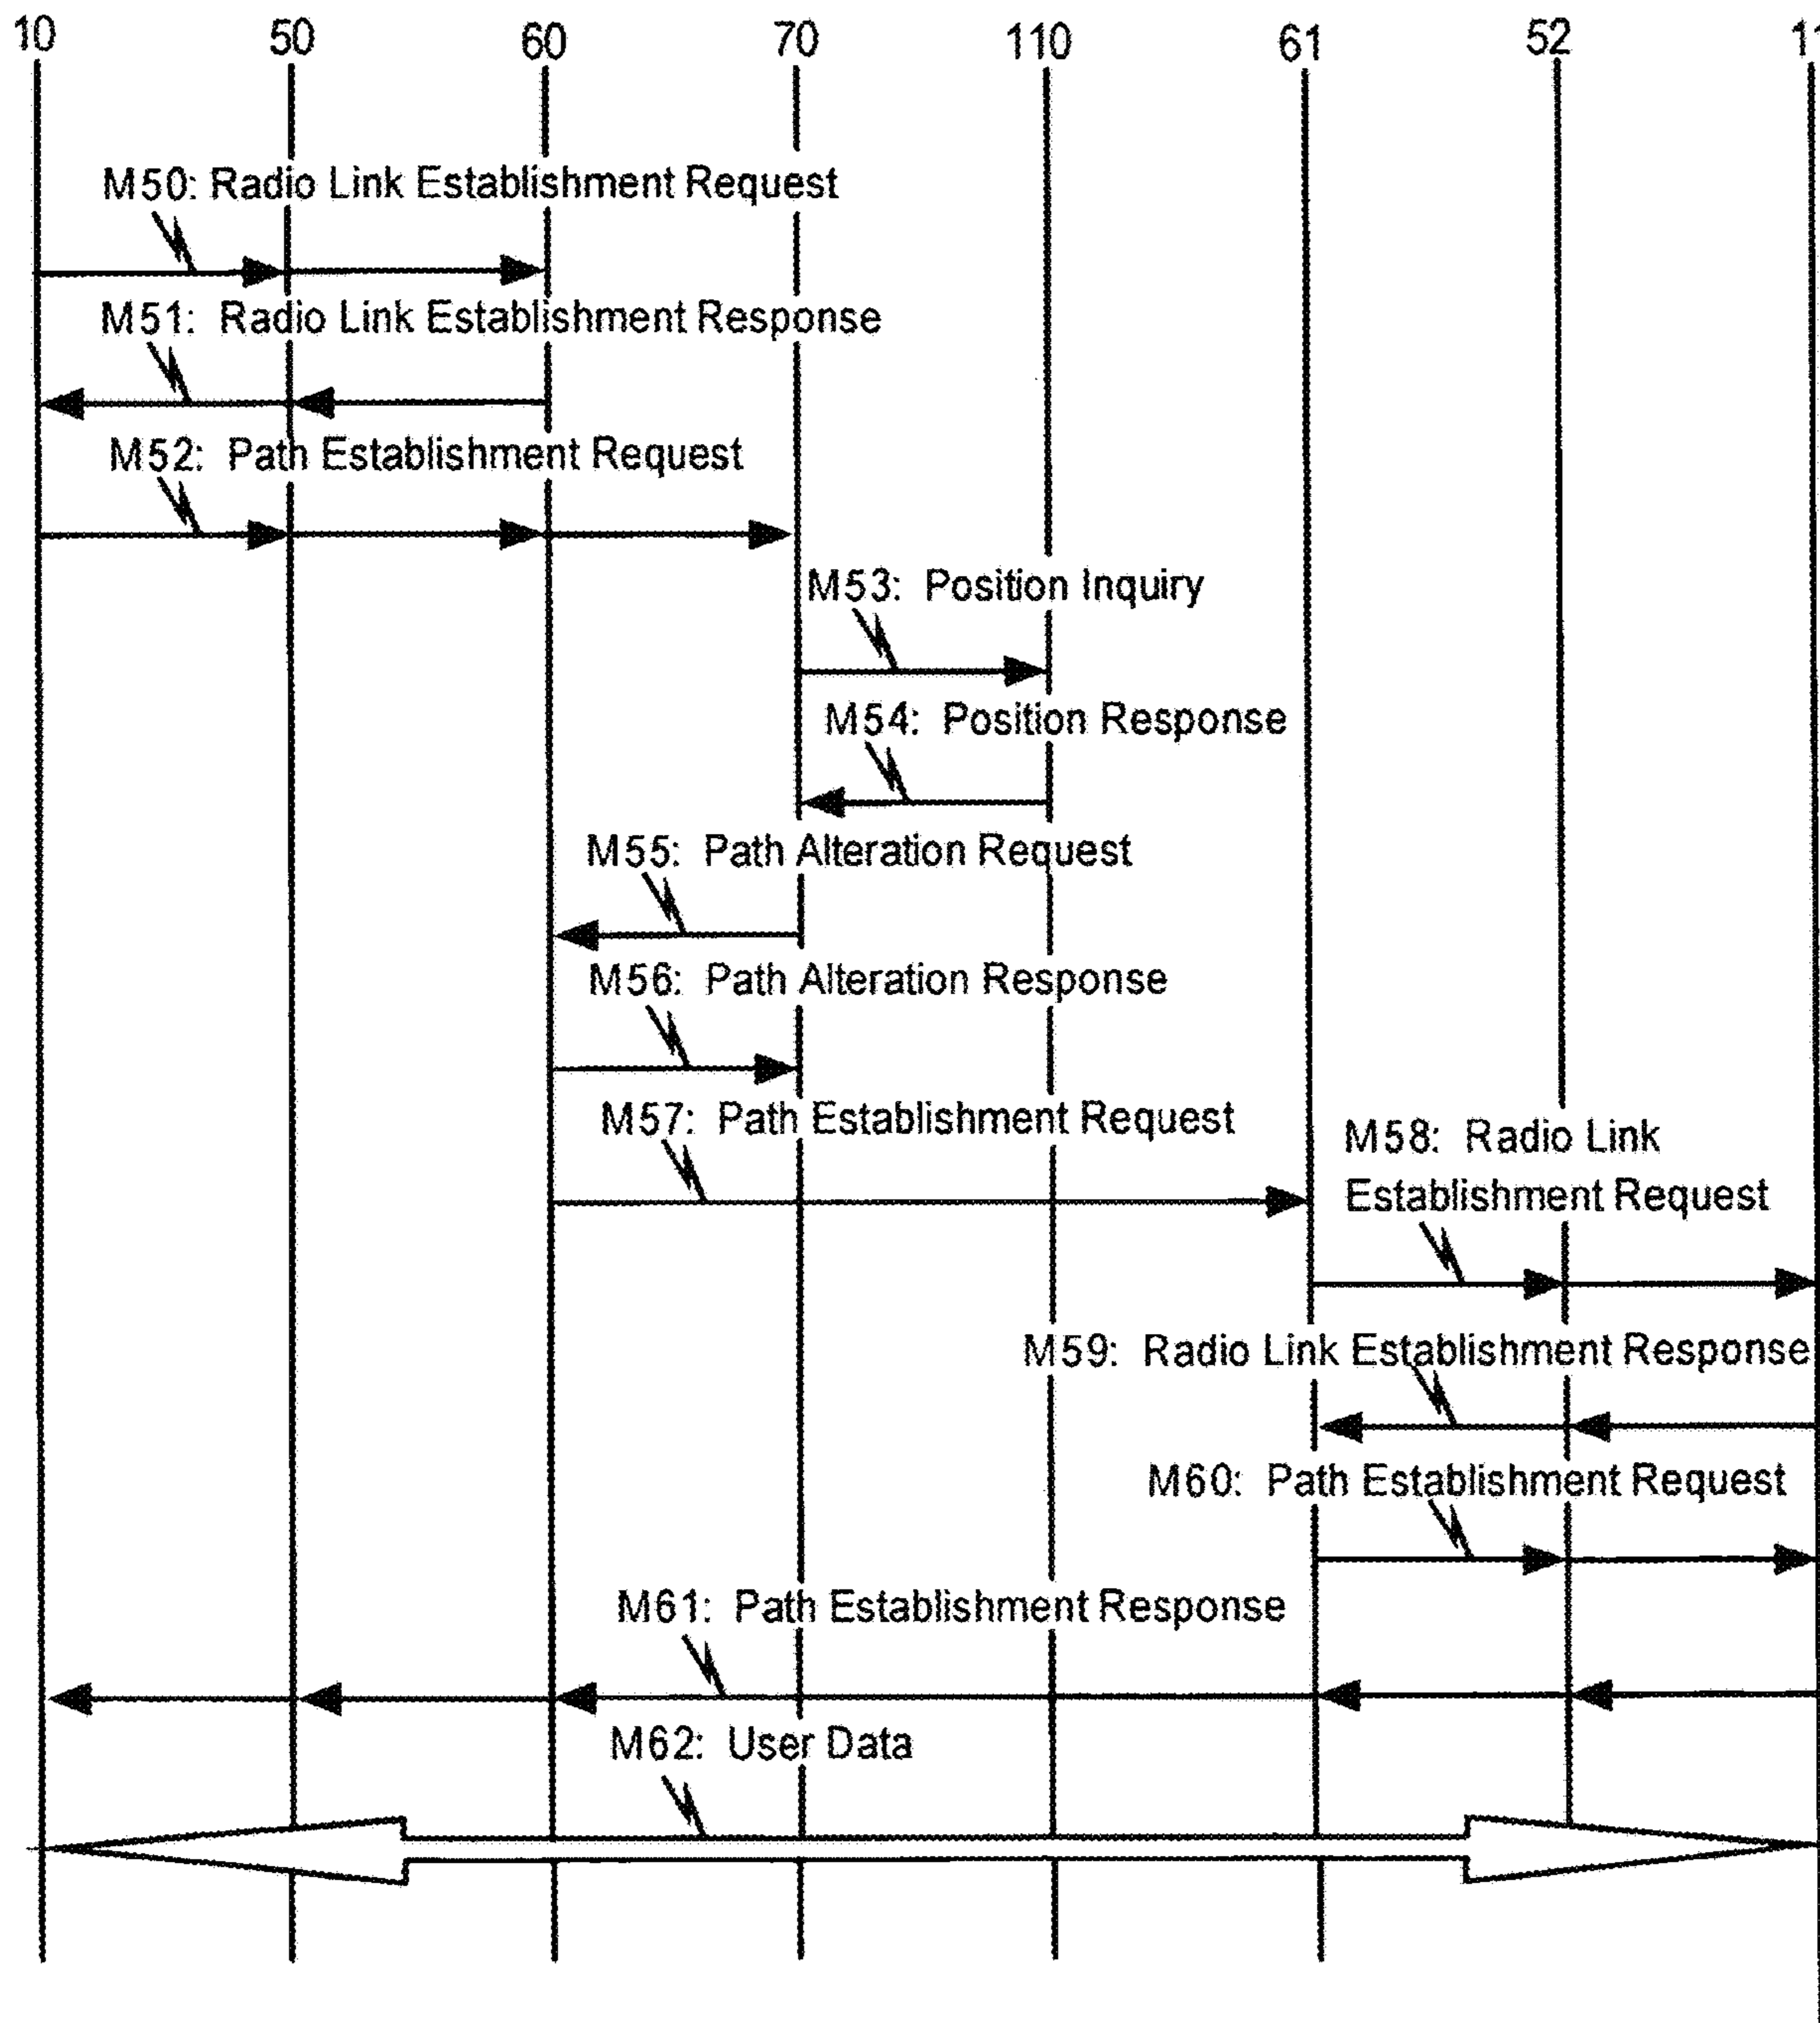 10 50 60 70 110 61 52 11
M50: Radio Link Establishment Request
M51: Radio Link Establishment Response
M52: Path Establishment Request
M53: Position Inquiry
M54: Position Response
M55: Path Alteration Request
M56: Path Alteration Response
M57: Path Establishment Request
M58: Radio Link
Establishment Request
M59: Radio Link Establishment Response
M60: Path Establishment Request
M61: Path Establishment Response
M62: User Data